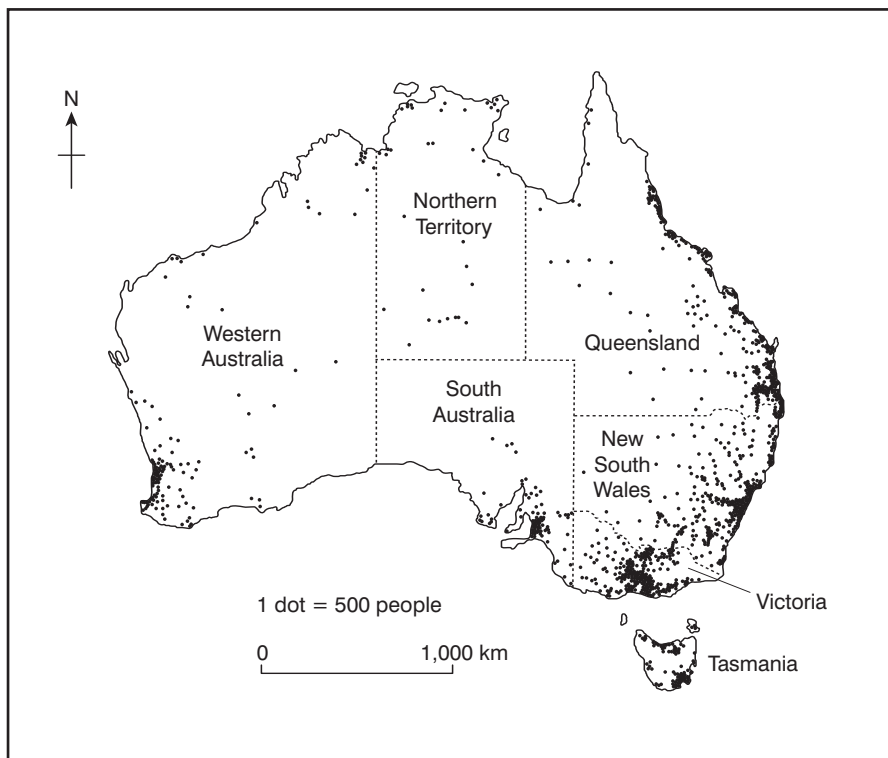 N
Northern
Territory
Western
Australia
Queensland
South
Australia
New
South
Wales
1 dot = 500 people
Victoria
0
1,000 km
Tasmania